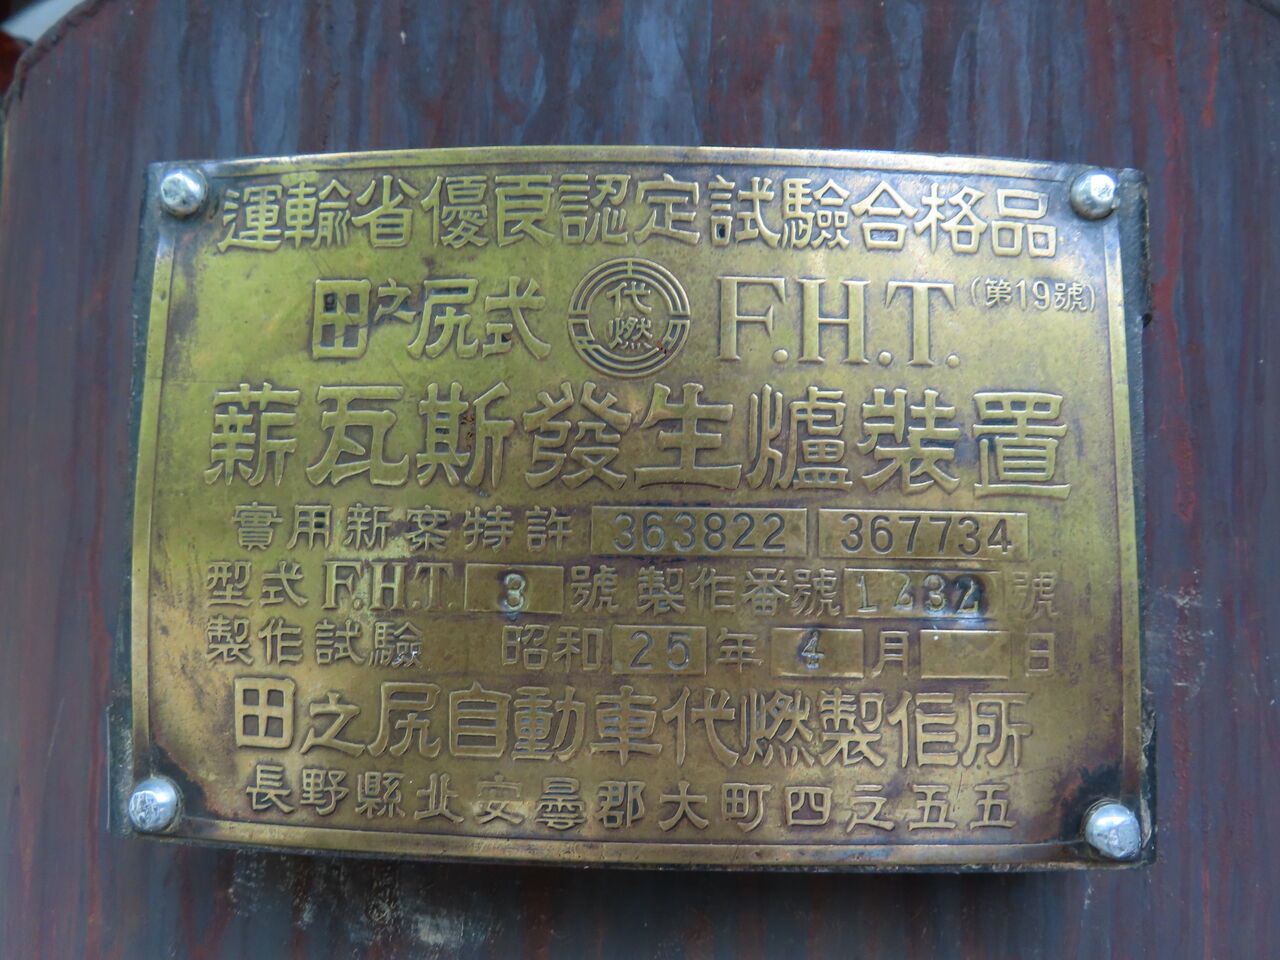 運輸省優良認定試驗合格品
田之尻式 代燃 F.H.T. (第19號)
薪瓦斯發生爐裝置
實用新案特許 363822 367734
型式 F.H.T. 3 號 製作番號 1232 號
製作試驗 昭和 25 年 4 月 日
田之尻自動車代燃製作所
長野縣北安曇郡大町四之五五